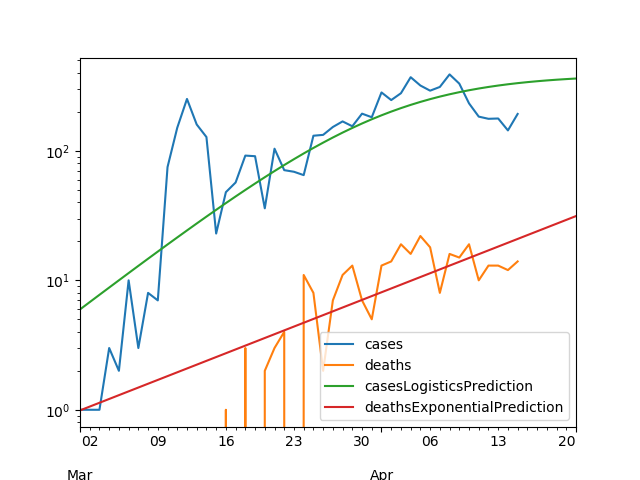 10²
10¹
10⁰
cases
deaths
casesLogisticsPrediction
deathsExponentialPrediction
02 09 16 23 30 06 13 20
Mar Apr